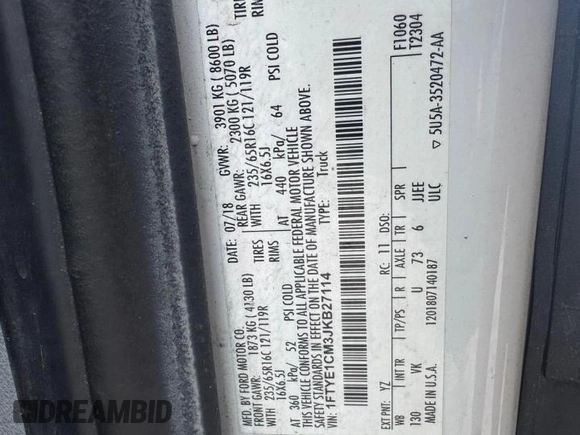 MFD. BY FORD MOTOR CO.
DATE: 07/18 GVWR: 3901 KG ( 8600 LB)
FRONT GAWR: 1873 KG ( 4130 LB) REAR GAWR: 2300 KG ( 5070 LB)
WITH 235/65R16C 121/119R TIRES WITH 235/65R16C 121/119R TIRES
16X6.5J RIMS 16X6.5J RIMS
AT 360 kPa/ 52 PSI COLD AT 440 kPa/ 64 PSI COLD
THIS VEHICLE CONFORMS TO ALL APPLICABLE FEDERAL MOTOR VEHICLE
SAFETY STANDARDS IN EFFECT ON THE DATE OF MANUFACTURE SHOWN ABOVE.
VIN: 1FTYE1CM3JKB27114 TYPE: Truck
F1060
T2304
EXT PNT: YZ RC: 11 DSO:
WB INT TR TP/PS R AXLE TR SPR
130 VK U 73 6 JJEE
MADE IN U.S.A. 1201807140187 ULC
▽ 5U5A-3520472-AA
DREAMBID